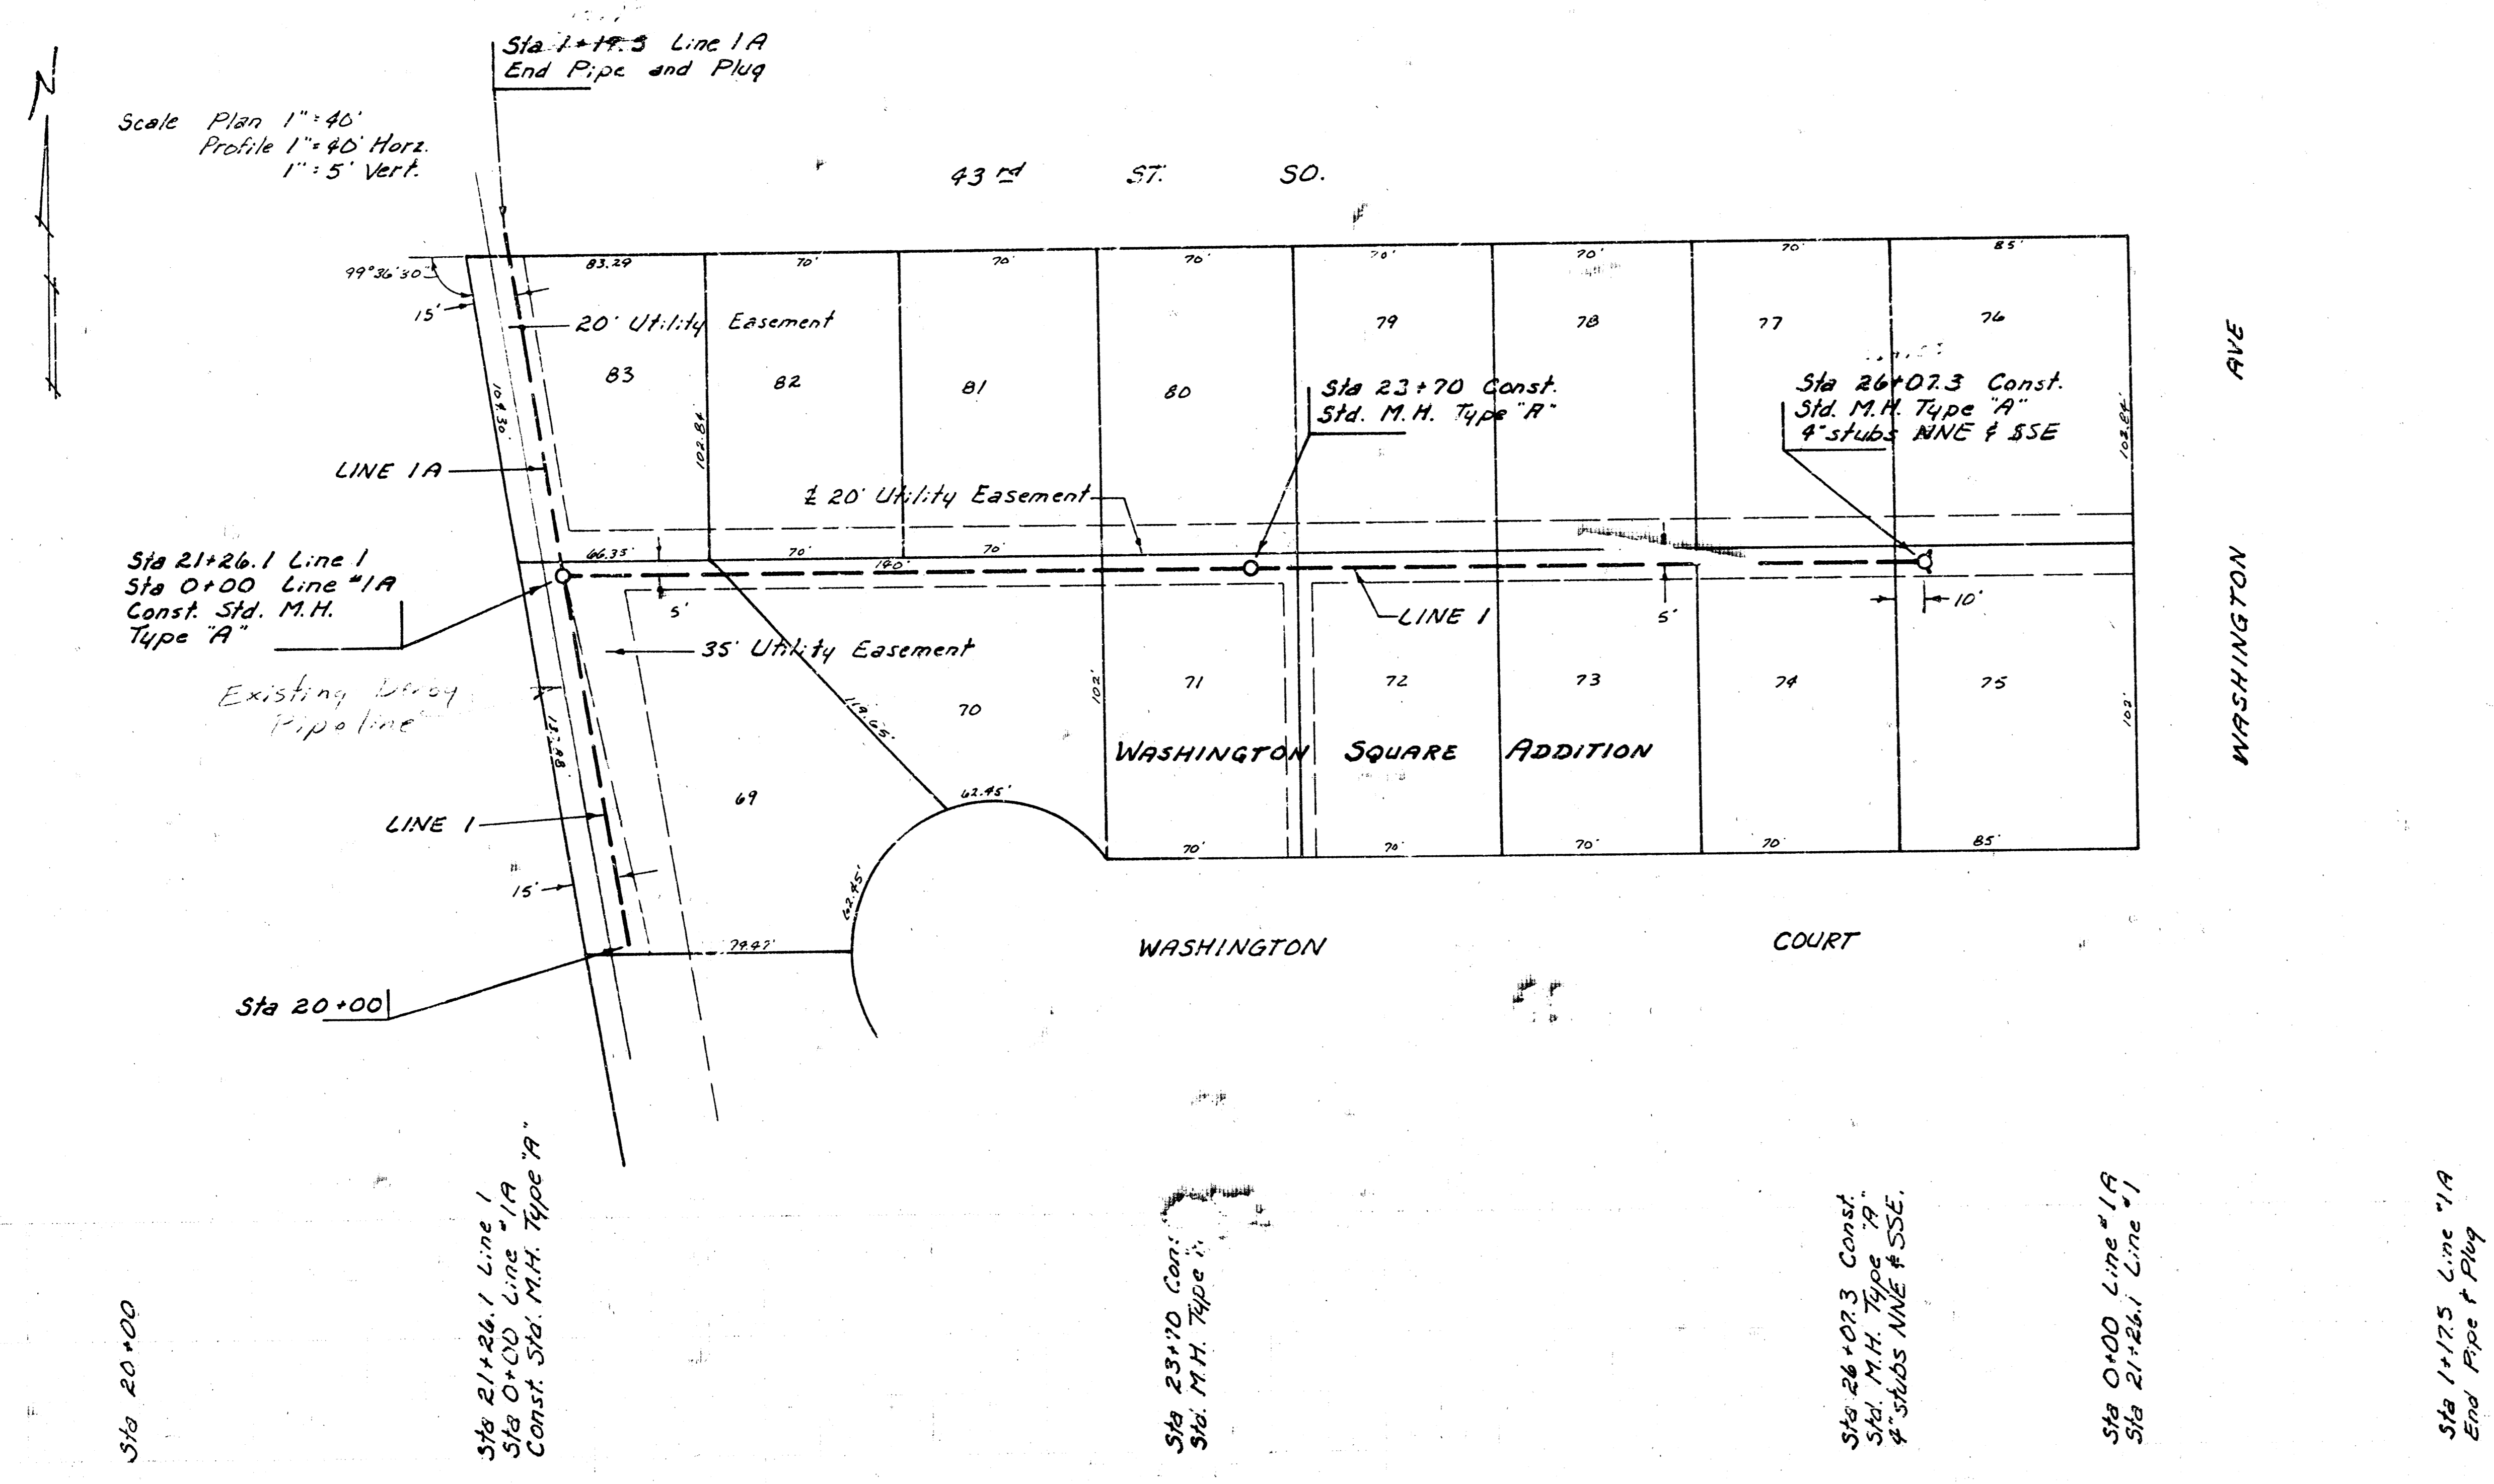 Sta 1+17.5 Line 1A
End Pipe and Plug
N
Scale Plan 1"=40'
Profile 1"=40' Horz.
1"=5' Vert.
43rd ST. SO.
99°36'30"
83.29
70'
70'
70'
70'
70'
70'
85'
15'
20' Utility Easement
83
82
81
80
79
78
77
76
109.30'
102.84
102.84'
Sta 23+70 Const.
Std. M.H. Type "A"
Sta 26+07.3 Const.
Std. M.H. Type "A"
4" stubs NNE & SSE
WASHINGTON AVE
LINE 1A
20' Utility Easement
Sta 21+26.1 Line 1
Sta 0+00 Line #1A
Const. Std. M.H.
Type "A"
66.35'
70'
70'
140'
5'
LINE 1
5'
10'
35' Utility Easement
Existing Derby
Pipeline
119.65'
102'
102'
69
70
71
72
73
74
75
WASHINGTON SQUARE ADDITION
LINE 1
62.45'
62.45'
70'
70'
70'
70'
85'
15'
79.47'
WASHINGTON COURT
Sta 20+00
Sta 20+00
Sta 21+26.1 Line 1
Sta 0+00 Line #1A
Const. Std. M.H. Type "A"
Sta 23+70
Std. M.H. Type
Sta 26+07.3 Const.
Std. M.H. Type "A"
4" stubs NNE & SSE.
Sta 0+00 Line #1A
Sta 21+26.1 Line #1
Sta 1+17.5 Line #1A
End Pipe & Plug